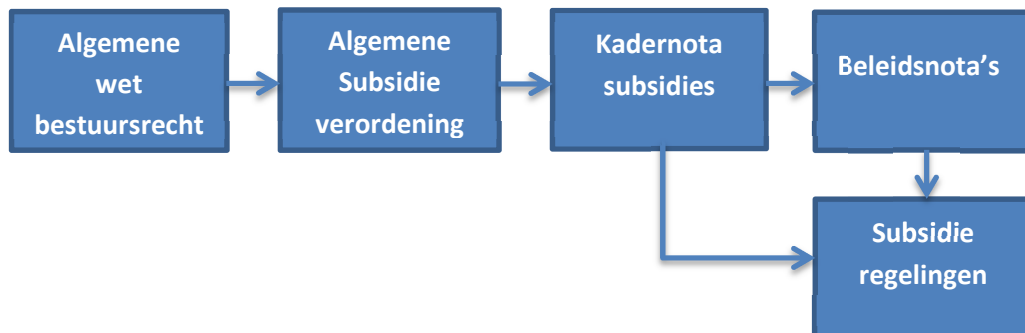 Algemene
wet
bestuursrecht
Algemene
Subsidie
verordening
Kadernota
subsidies
Beleidsnota’s
Subsidie
regelingen